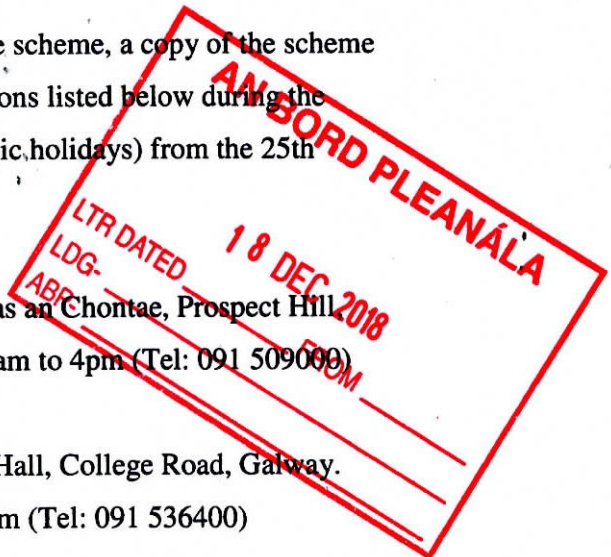 e scheme, a copy of the scheme
ons listed below during the
ic holidays) from the 25th
as an Chontae, Prospect Hill,
am to 4pm (Tel: 091 509000)
Hall, College Road, Galway.
m (Tel: 091 536400)
AN BORD PLEANÁLA
LTR DATED FROM
18 DEC 2018
LDG-
ABP-